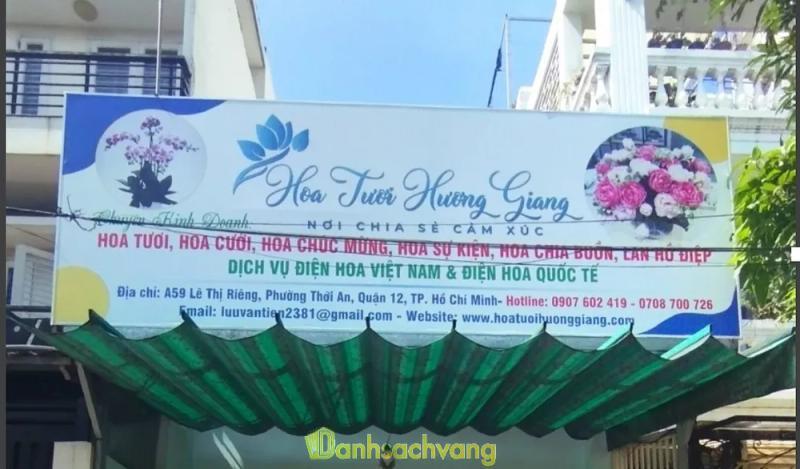 Hoa Tươi Hương Giang
NƠI CHIA SẺ CẢM XÚC
Chuyên Kinh Doanh:
HOA TƯƠI, HOA CƯỚI, HOA CHÚC MỪNG, HOA SỰ KIỆN, HOA CHIA BUỒN, LAN HỒ ĐIỆP
DỊCH VỤ ĐIỆN HOA VIỆT NAM & ĐIỆN HOA QUỐC TẾ
Địa chỉ: A59 Lê Thị Riêng, Phường Thới An, Quận 12, TP. Hồ Chí Minh- Hotline: 0907 602 419 - 0708 700 726
Email: luuvantien2381@gmail.com - Website: www.hoatuoihuonggiang.com
Danhsachvang